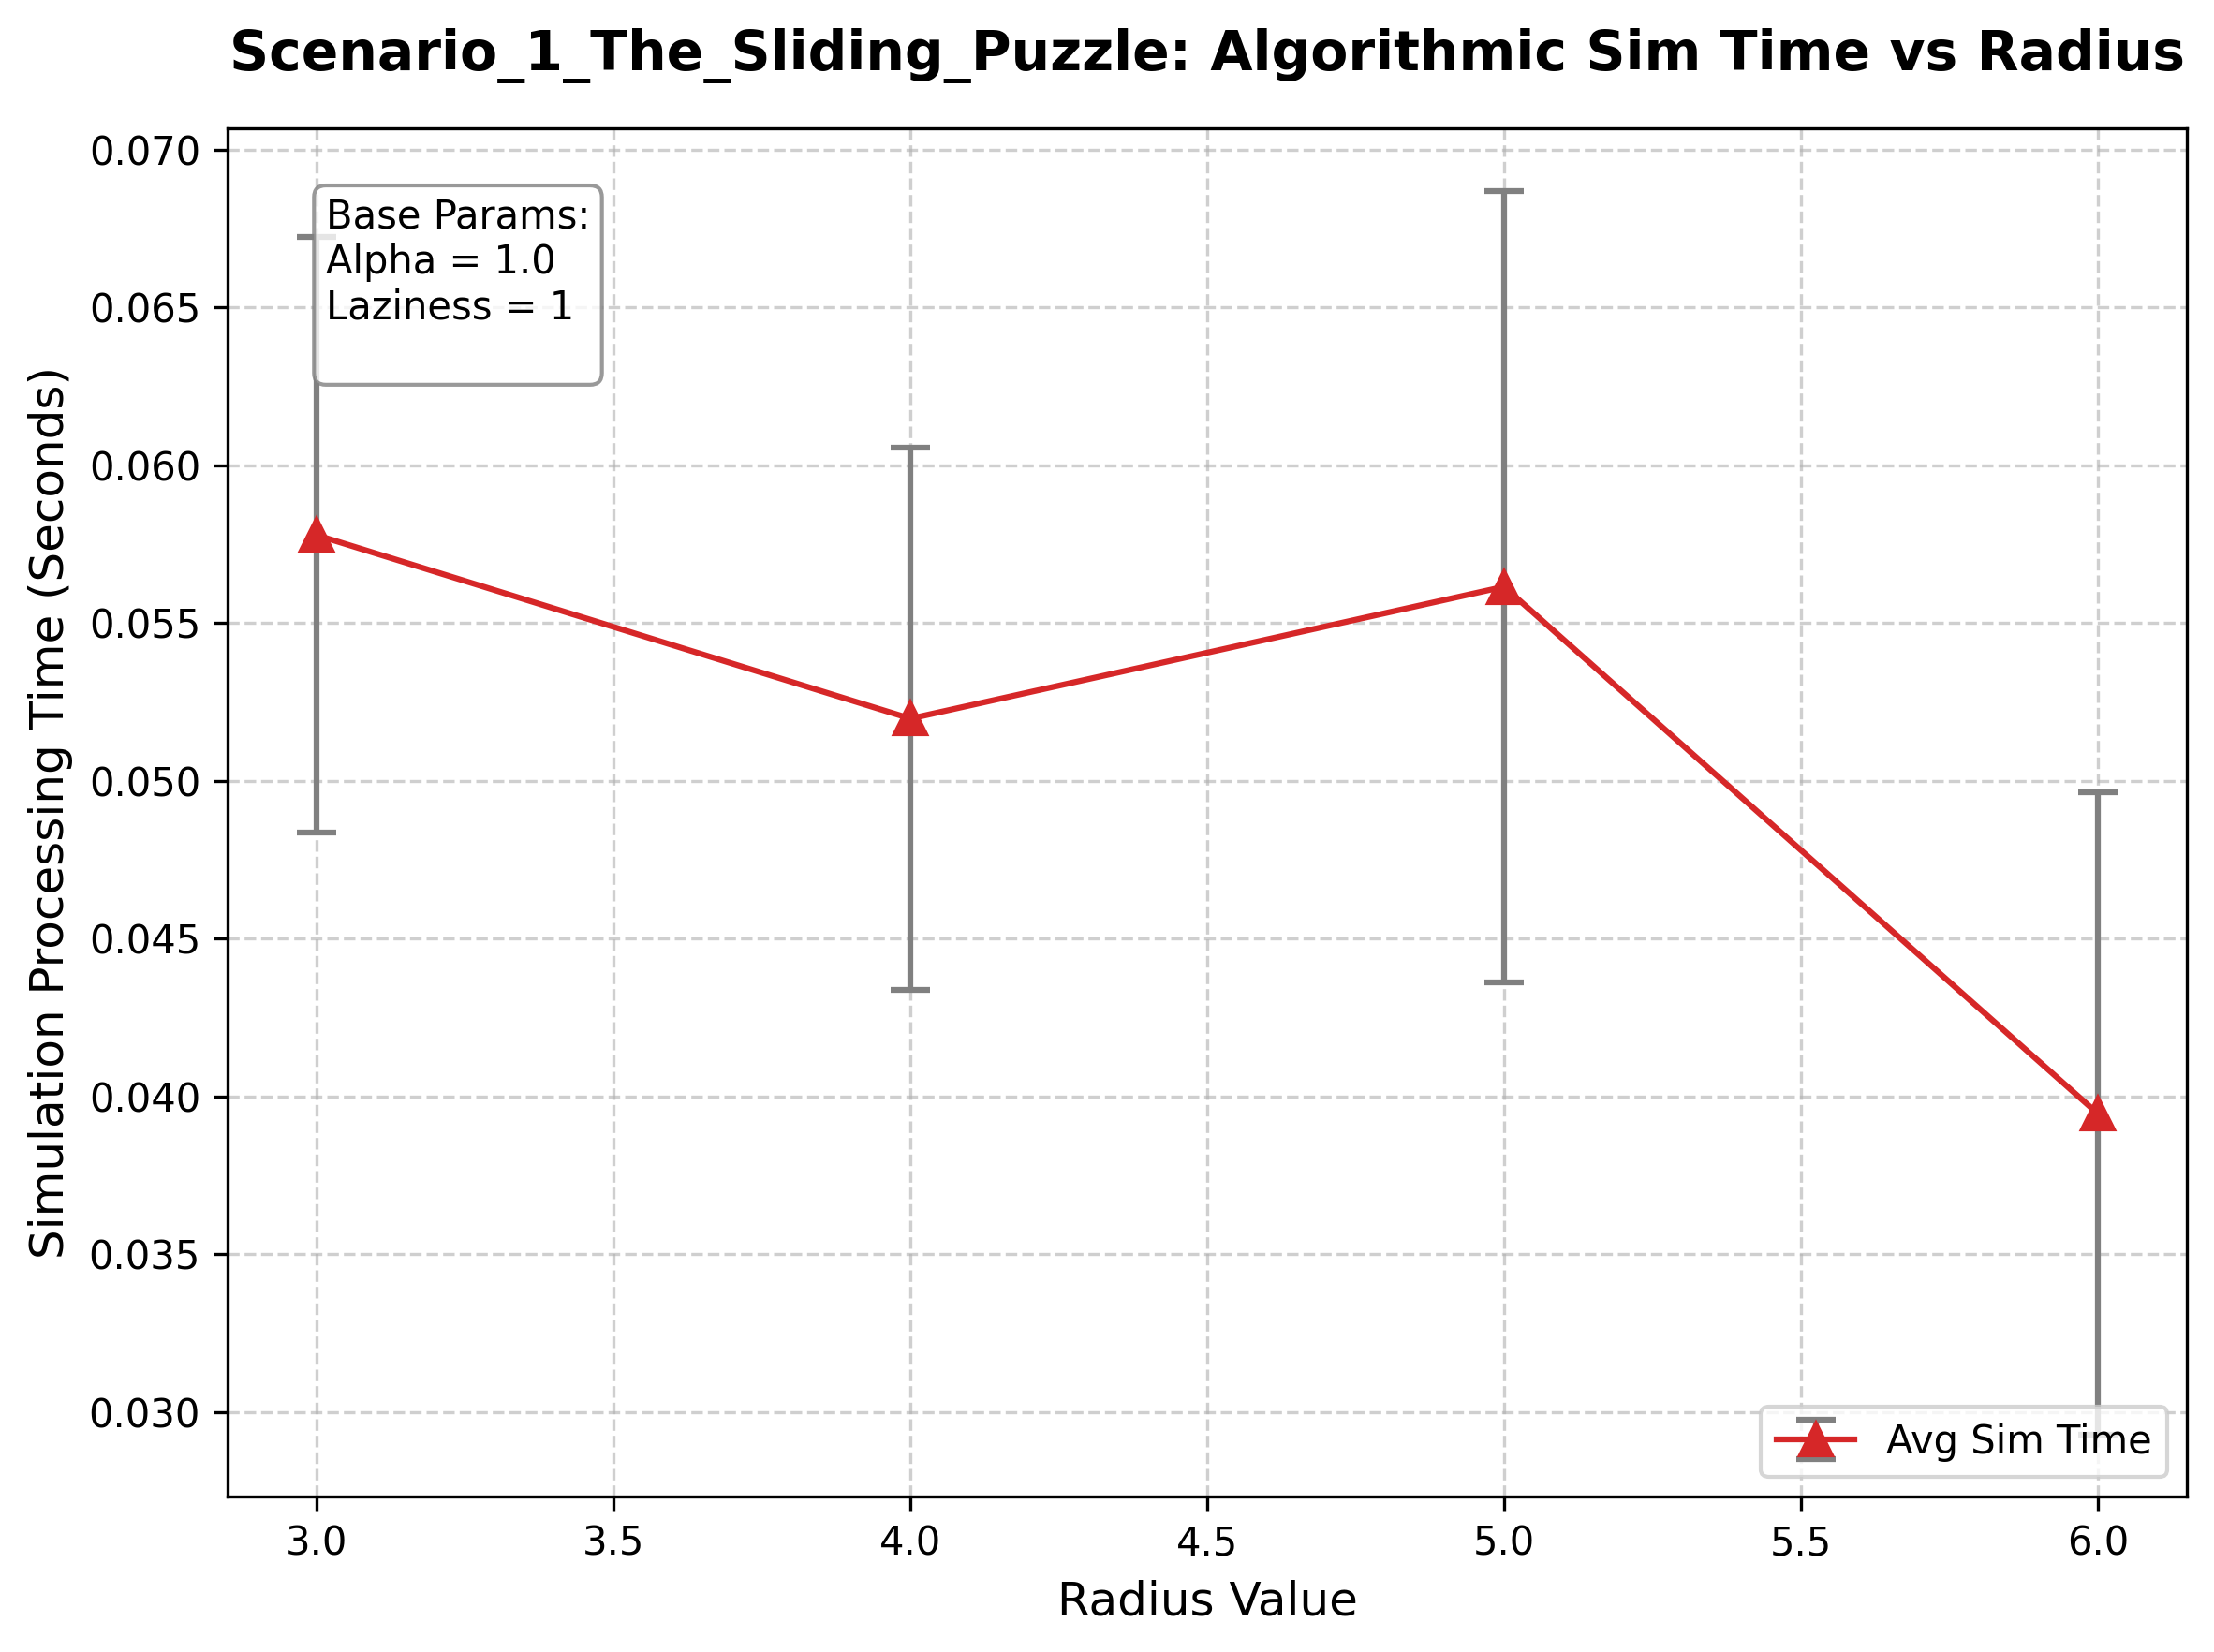 Scenario_1_The_Sliding_Puzzle: Algorithmic Sim Time vs Radius
Simulation Processing Time (Seconds)
0.070
0.065
0.060
0.055
0.050
0.045
0.040
0.035
0.030
Base Params:
Alpha = 1.0
Laziness = 1
Avg Sim Time
3.0
3.5
4.0
4.5
5.0
5.5
6.0
Radius Value